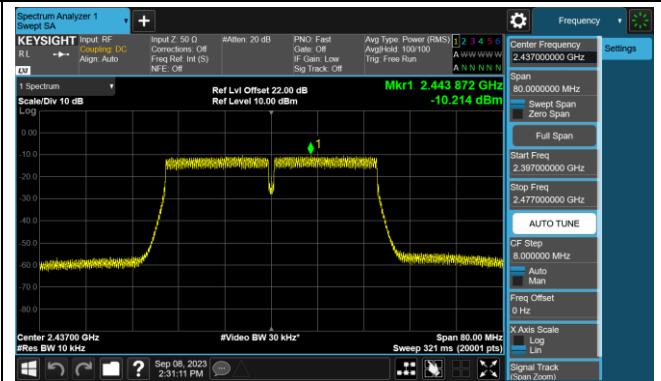 Spectrum Analyzer 1
Swept SA
Frequency
KEYSIGHT
RL
LXI
Input: RF
Coupling: DC
Align: Auto
Input Z: 50 Ω
Corrections: Off
Freq Ref: Int (S)
NFE: Off
#Atten: 20 dB
PNO: Fast
Gate: Off
IF Gain: Low
Sig Track: Off
Avg Type: Power (RMS)
Avg|Hold: 100/100
Trig: Free Run
1 2 3 4 5 6
A W W W W W
A N N N N N
1 Spectrum
Scale/Div 10 dB
Ref Lvl Offset 22.00 dB
Ref Level 10.00 dBm
Mkr1 2.443 872 GHz
-10.214 dBm
Log
0.00
-10.0
-20.0
-30.0
-40.0
-50.0
-60.0
-70.0
-80.0
1
Center 2.43700 GHz
#Res BW 10 kHz
#Video BW 30 kHz*
Span 80.00 MHz
Sweep 321 ms (20001 pts)
Sep 08, 2023
2:31:11 PM
Center Frequency
2.437000000 GHz
Settings
Span
80.0000000 MHz
Swept Span
Zero Span
Full Span
Start Freq
2.397000000 GHz
Stop Freq
2.477000000 GHz
AUTO TUNE
CF Step
8.000000 MHz
Auto
Man
Freq Offset
0 Hz
X Axis Scale
Log
Lin
Signal Track
(Span Zoom)